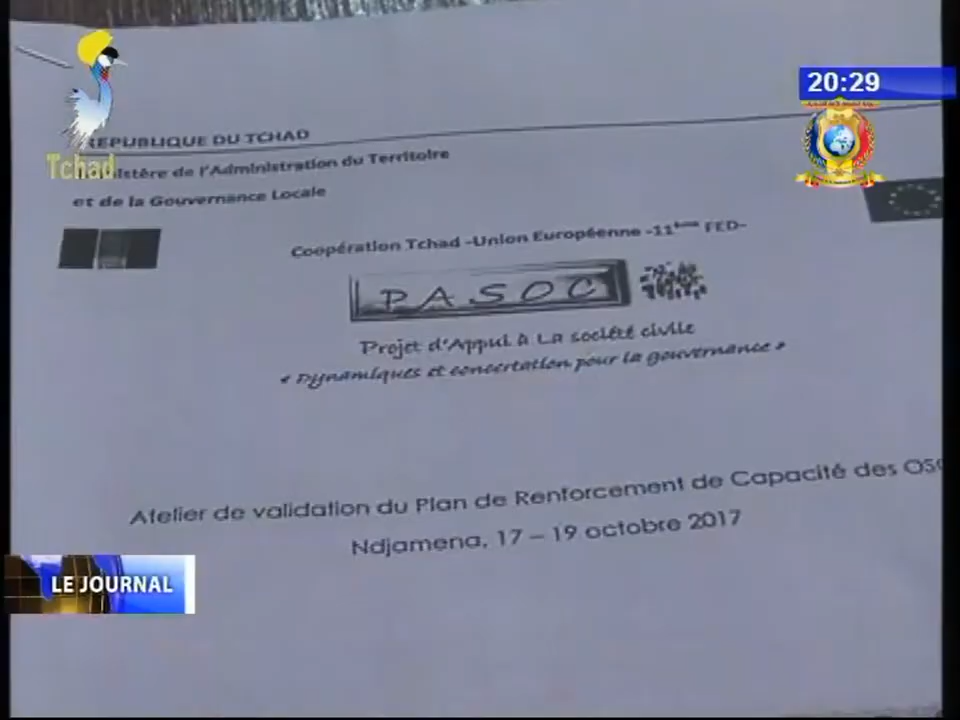 20:29
Tchad
REPUBLIQUE DU TCHAD
Ministère de l'Administration du Territoire
et de la Gouvernance Locale
Coopération Tchad -Union Européenne -11ème FED-
PASOC
Projet d'Appui à La société civile
« Dynamiques et concertation pour la gouvernance »
Atelier de validation du Plan de Renforcement de Capacité des OSC
Ndjamena, 17 – 19 octobre 2017
LE JOURNAL